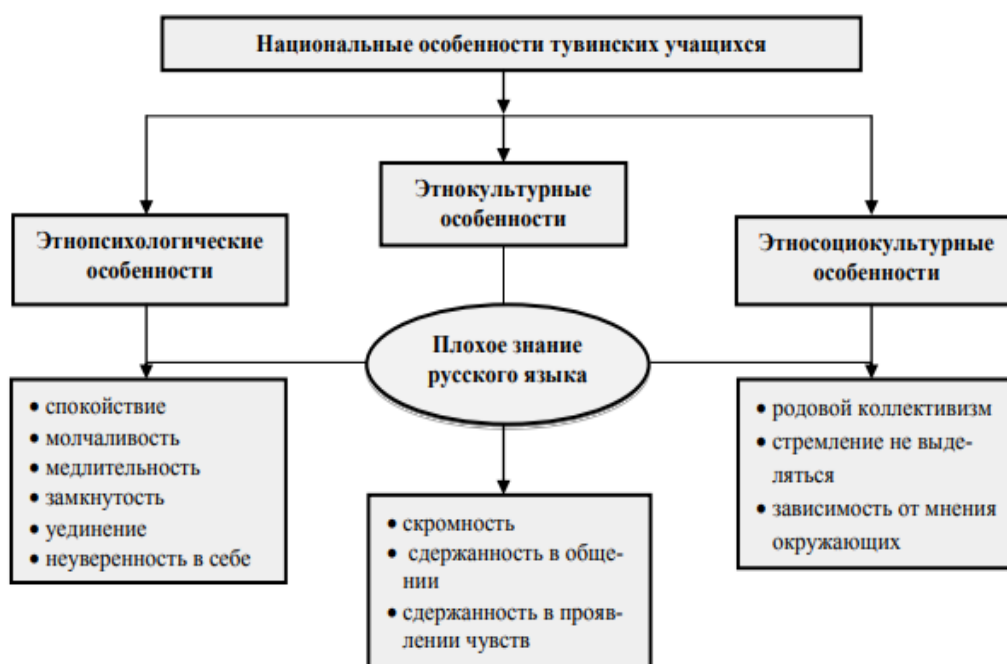 Национальные особенности тувинских учащихся
Этнокультурные
особенности
Этнопсихологические
особенности
Этносоциокультурные
особенности
Плохое знание
русского языка
• спокойствие
• молчаливость
• медлительность
• замкнутость
• уединение
• неуверенность в себе
• скромность
• сдержанность в обще-
нии
• сдержанность в прояв-
лении чувств
• родовой коллективизм
• стремление не выде-
ляться
• зависимость от мнения
окружающих